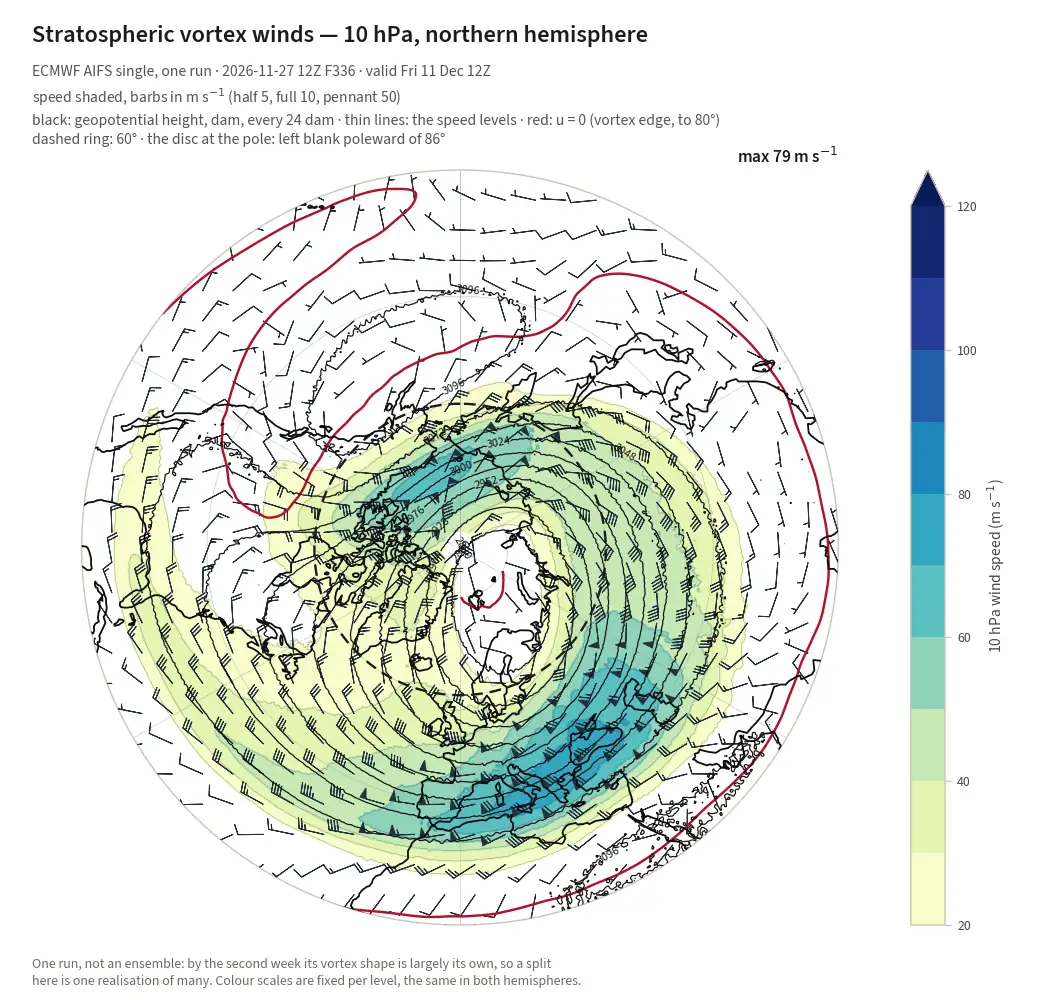 Stratospheric vortex winds — 10 hPa, northern hemisphere
ECMWF AIFS single, one run · 2026-11-27 12Z F336 · valid Fri 11 Dec 12Z
speed shaded, barbs in m s⁻¹ (half 5, full 10, pennant 50)
black: geopotential height, dam, every 24 dam · thin lines: the speed levels · red: u = 0 (vortex edge, to 80°)
dashed ring: 60° · the disc at the pole: left blank poleward of 86°
max 79 m s⁻¹
120
100
80
60
40
20
10 hPa wind speed (m s⁻¹)
3096
3096
3024
3000
2952
2976
3048
3096
One run, not an ensemble: by the second week its vortex shape is largely its own, so a split
here is one realisation of many. Colour scales are fixed per level, the same in both hemispheres.